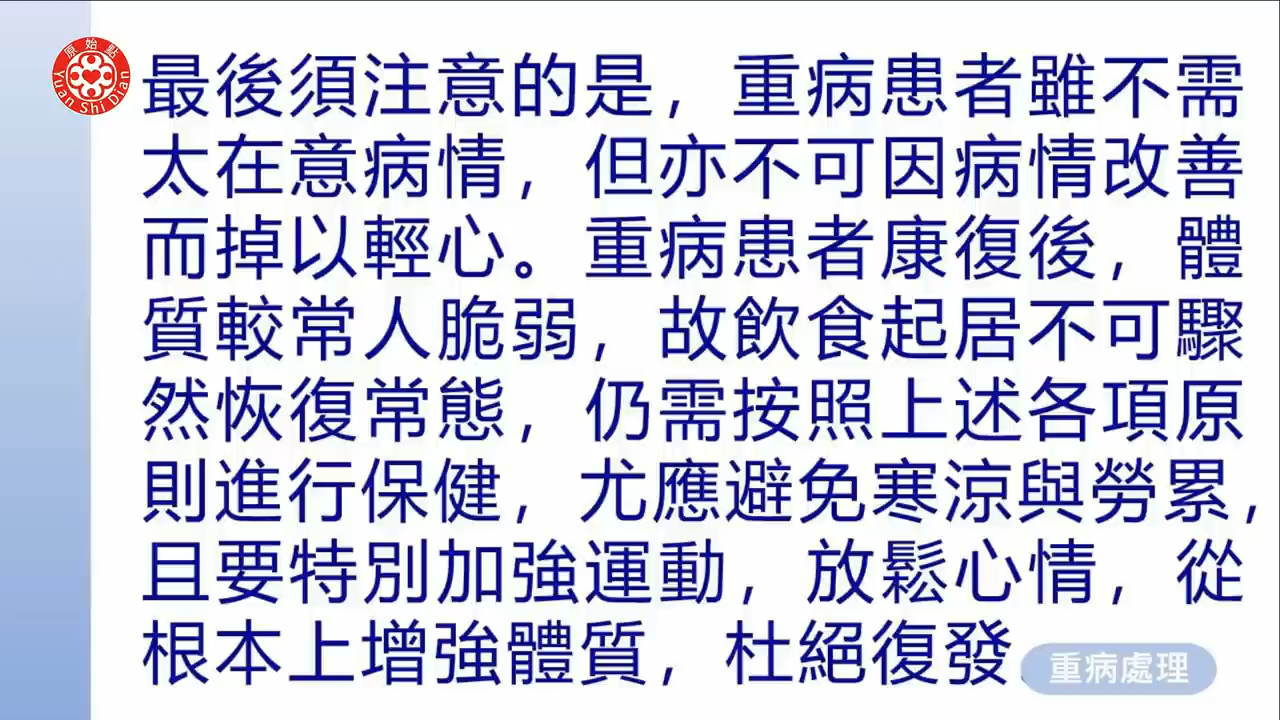 原始點
Yuan Shi Dian
最後須注意的是，重病患者雖不需
太在意病情，但亦不可因病情改善
而掉以輕心。重病患者康復後，體
質較常人脆弱，故飲食起居不可驟
然恢復常態，仍需按照上述各項原
則進行保健，尤應避免寒涼與勞累，
且要特別加強運動，放鬆心情，從
根本上增強體質，杜絕復發
重病處理